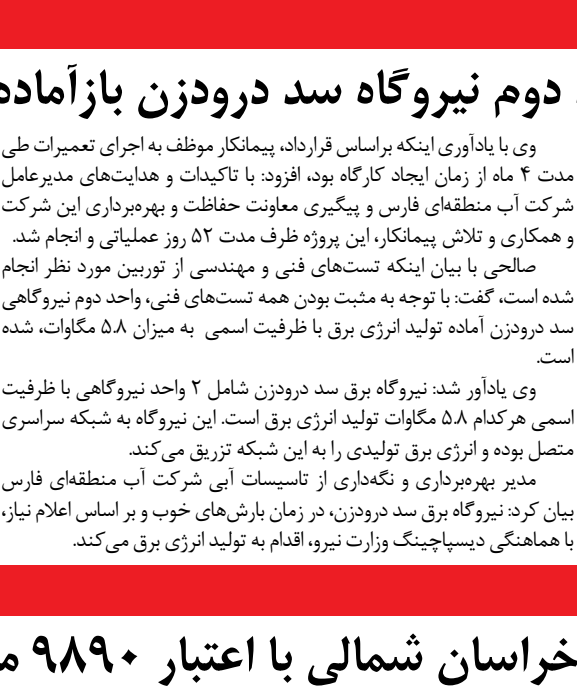 دوم نیروگاه سد درودزن بازآماده
وی با یادآوری اینکه براساس قرارداد، پیمانکار موظف به اجرای تعمیرات طی
مدت ۴ ماه از زمان ایجاد کارگاه بود، افزود: با تاکیدات و هدایت‌های مدیرعامل
شرکت آب منطقه‌ای فارس و پیگیری معاونت حفاظت و بهره‌برداری این شرکت
و همکاری و تلاش پیمانکار، این پروژه ظرف مدت ۵۲ روز عملیاتی و انجام شد.
صالحی با بیان اینکه تست‌های فنی و مهندسی از توربین مورد نظر انجام
شده است، گفت: با توجه به مثبت بودن همه تست‌های فنی، واحد دوم نیروگاهی
سد درودزن آماده تولید انرژی برق با ظرفیت اسمی به میزان ۵.۸ مگاوات، شده
است.
وی یادآور شد: نیروگاه برق سد درودزن شامل ۲ واحد نیروگاهی با ظرفیت
اسمی هر کدام ۵.۸ مگاوات تولید انرژی برق است. این نیروگاه به شبکه سراسری
متصل بوده و انرژی برق تولیدی را به این شبکه تزریق می‌کند.
مدیر بهره‌برداری و نگه‌داری از تاسیسات آبی شرکت آب منطقه‌ای فارس
بیان کرد: نیروگاه برق سد درودزن، در زمان بارش‌های خوب و بر اساس اعلام نیاز،
با هماهنگی دیسپاچینگ وزارت نیرو، اقدام به تولید انرژی برق می‌کند.
خراسان شمالی با اعتبار ۹۸۹۰